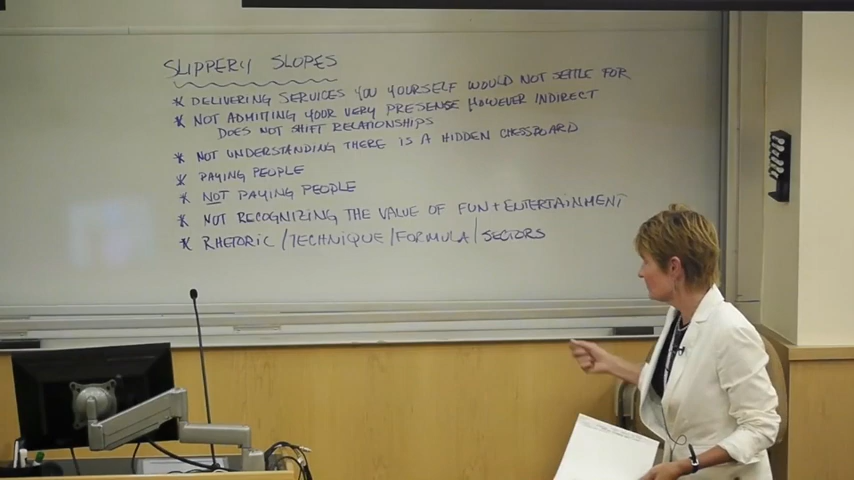 SLIPPERY SLOPES
* DELIVERING SERVICES YOU YOURSELF WOULD NOT SETTLE FOR
* NOT ADMITING YOUR VERY PRESENSE HOWEVER INDIRECT
DOES NOT SHIFT RELATIONSHIPS
* NOT UNDERSTANDING THERE IS A HIDDEN CHESSBOARD
* PAYING PEOPLE
* NOT PAYING PEOPLE
* NOT RECOGNIZING THE VALUE OF FUN + ENTERTAINMENT
* RHETORIC / TECHNIQUE / FORMULA / SECTORS